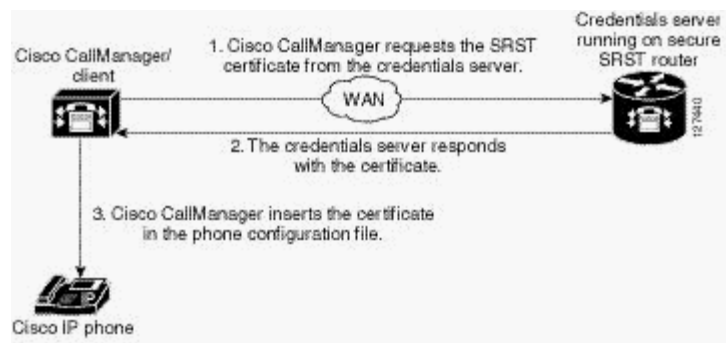 Cisco CallManager/
client
1. Cisco CallManager requests the SRST
certificate from the credentials server.
Credentials server
running on secure
SRST router
WAN
127440
2. The credentials server responds
with the certificate.
3. Cisco CallManager inserts the certificate
in the phone configuration file.
Cisco IP phone